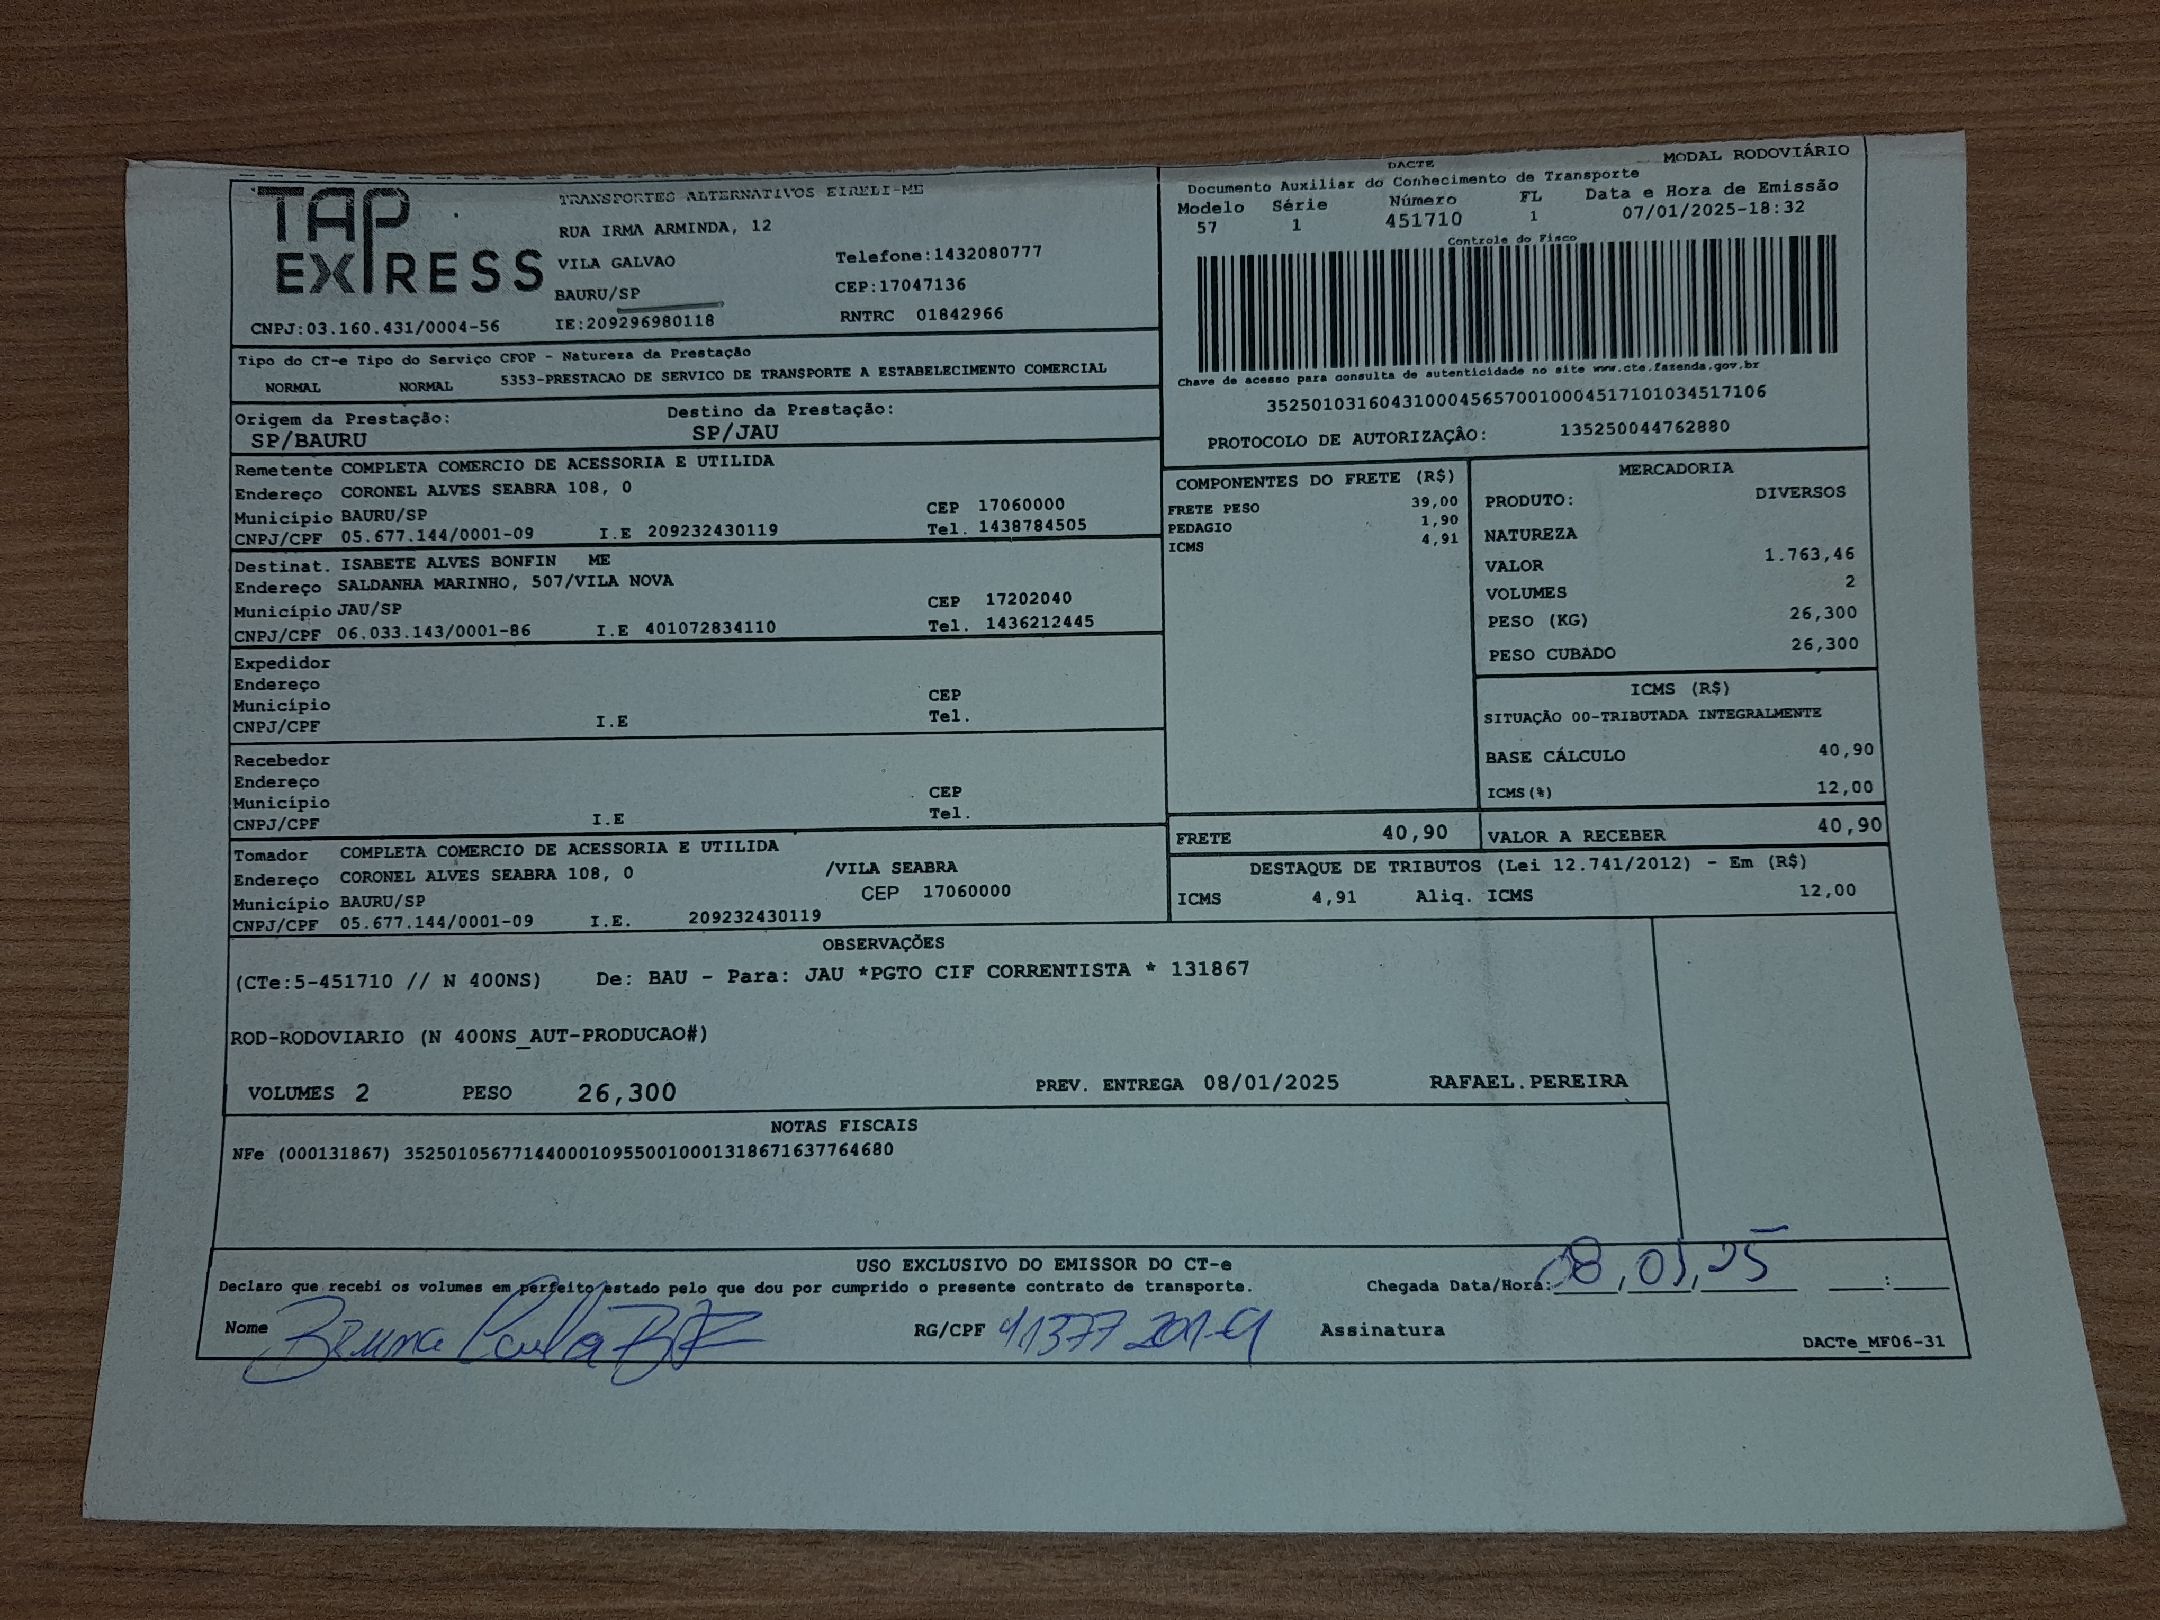 TAP EXPRESS
TRANSPORTES ALTERNATIVOS EIRELI-ME
RUA IRMA ARMINDA, 12
VILA GALVAO Telefone:1432080777
BAURU/SP CEP:17047136
CNPJ:03.160.431/0004-56 IE:209296980118 RNTRC 01842966
DACTE MODAL RODOVIÁRIO
Documento Auxiliar do Conhecimento de Transporte
Modelo Série Número FL Data e Hora de Emissão
57 1 451710 1 07/01/2025-18:32
Controle do Fisco
Chave de acesso para consulta de autenticidade no site www.cte.fazenda.gov.br
35250103160431000456570010004517101034517106
PROTOCOLO DE AUTORIZAÇÂO: 135250044762880
Tipo do CT-e Tipo do Serviço CFOP - Natureza da Prestação
NORMAL NORMAL 5353-PRESTACAO DE SERVICO DE TRANSPORTE A ESTABELECIMENTO COMERCIAL
Origem da Prestação: Destino da Prestação:
SP/BAURU SP/JAU
Remetente COMPLETA COMERCIO DE ACESSORIA E UTILIDA
Endereço CORONEL ALVES SEABRA 108, 0
Município BAURU/SP CEP 17060000
CNPJ/CPF 05.677.144/0001-09 I.E 209232430119 Tel. 1438784505
Destinat. ISABETE ALVES BONFIN ME
Endereço SALDANHA MARINHO, 507/VILA NOVA
Município JAU/SP CEP 17202040
CNPJ/CPF 06.033.143/0001-86 I.E 401072834110 Tel. 1436212445
Expedidor
Endereço
Município CEP
CNPJ/CPF I.E Tel.
Recebedor
Endereço
Município CEP
CNPJ/CPF I.E Tel.
Tomador COMPLETA COMERCIO DE ACESSORIA E UTILIDA
Endereço CORONEL ALVES SEABRA 108, 0 /VILA SEABRA
Município BAURU/SP CEP 17060000
CNPJ/CPF 05.677.144/0001-09 I.E. 209232430119
COMPONENTES DO FRETE (R$)
FRETE PESO 39,00
PEDAGIO 1,90
ICMS 4,91
FRETE 40,90
MERCADORIA
PRODUTO: DIVERSOS
NATUREZA
VALOR 1.763,46
VOLUMES 2
PESO (KG) 26,300
PESO CUBADO 26,300
ICMS (R$)
SITUAÇÃO 00-TRIBUTADA INTEGRALMENTE
BASE CÁLCULO 40,90
ICMS(%) 12,00
VALOR A RECEBER 40,90
DESTAQUE DE TRIBUTOS (Lei 12.741/2012) - Em (R$)
ICMS 4,91 Aliq. ICMS 12,00
OBSERVAÇÕES
(CTe:5-451710 // N 400NS) De: BAU - Para: JAU *PGTO CIF CORRENTISTA * 131867
ROD-RODOVIARIO (N 400NS_AUT-PRODUCAO#)
VOLUMES 2 PESO 26,300 PREV. ENTREGA 08/01/2025 RAFAEL.PEREIRA
NOTAS FISCAIS
NFe (000131867) 35250105677144000109550010001318671637764680
USO EXCLUSIVO DO EMISSOR DO CT-e
Declaro que recebi os volumes em perfeito estado pelo que dou por cumprido o presente contrato de transporte. Chegada Data/Hora: 08,01,25 :
Nome Bruna Paula RG/CPF 41377 201-9 Assinatura
DACTe_MF06-31